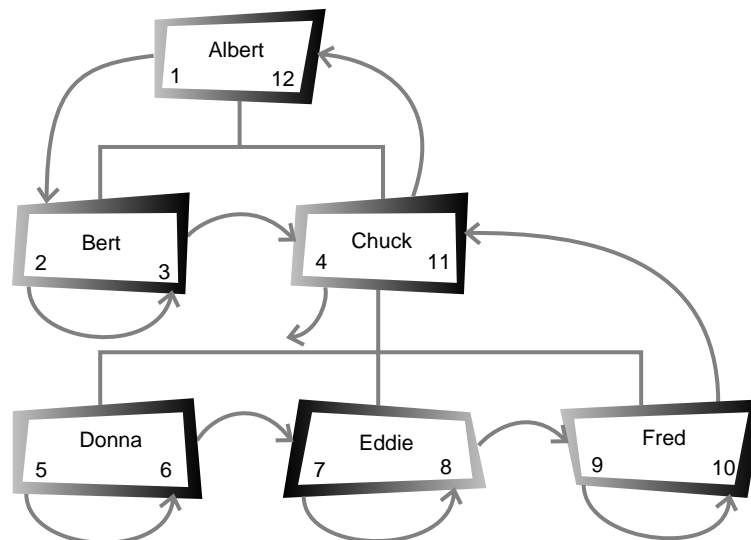 Albert
1 12
Bert
2 3
Chuck
4 11
Donna
5 6
Eddie
7 8
Fred
9 10